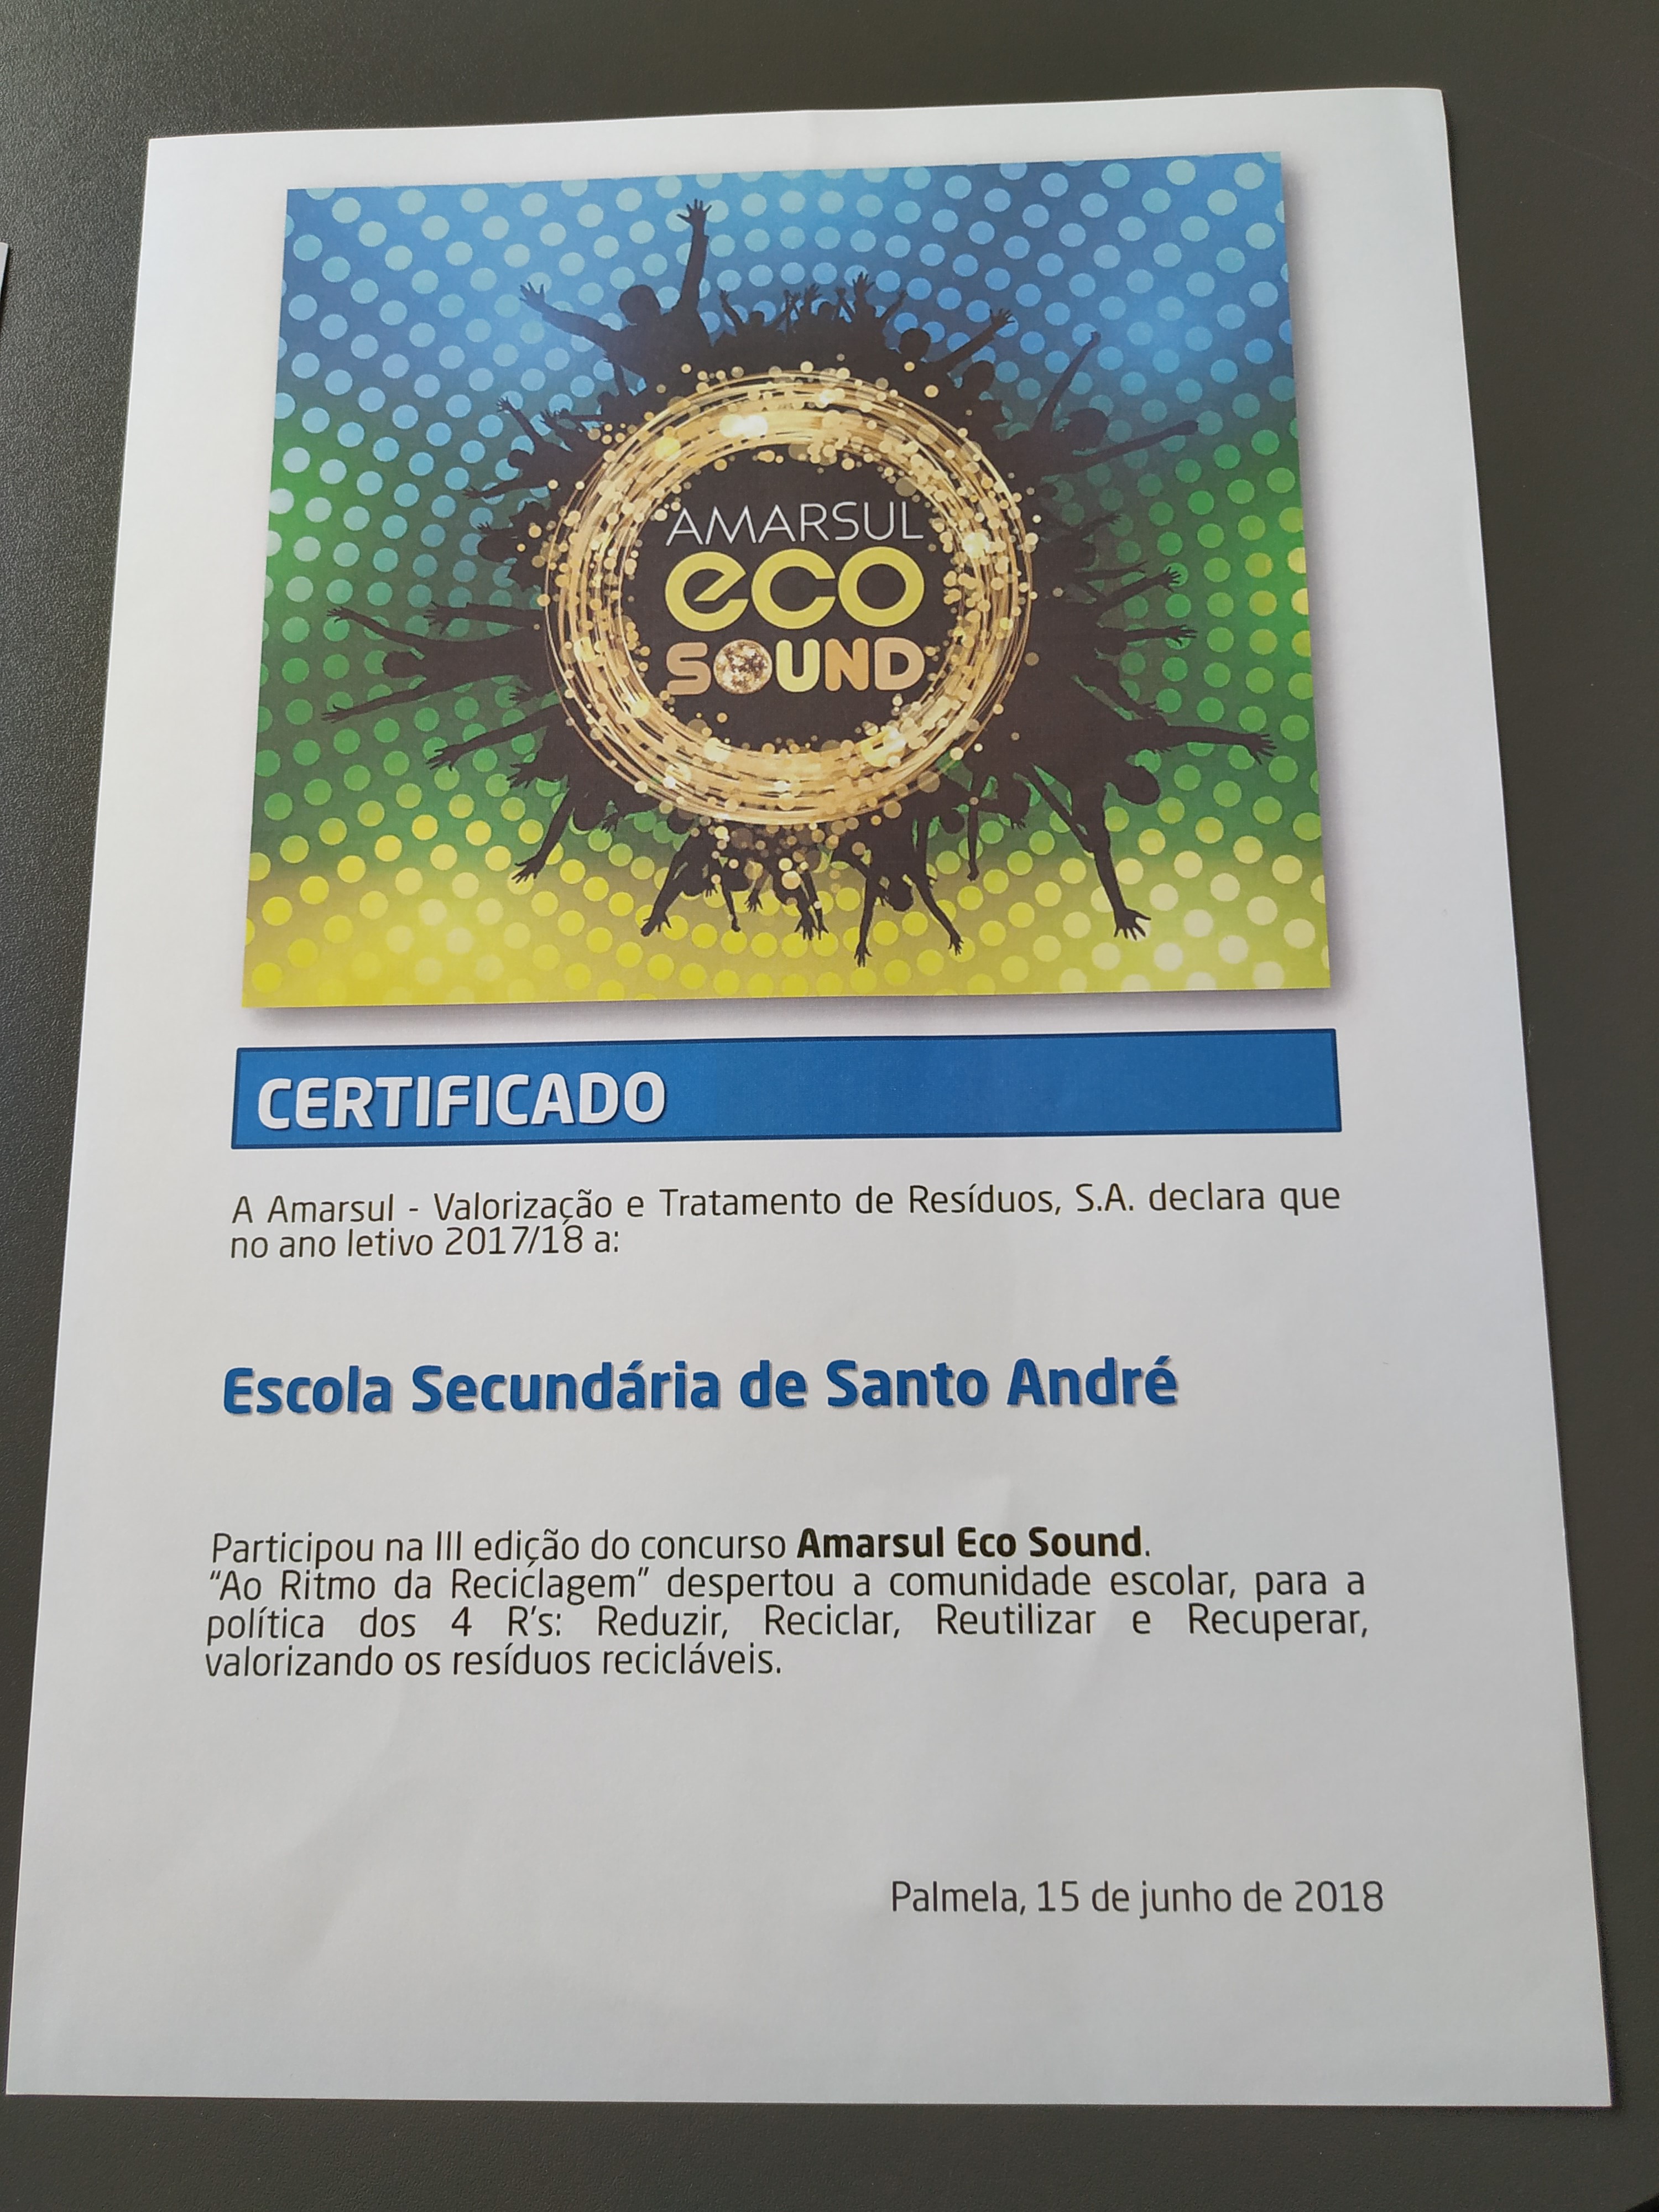 AMARSUL
eco
SOUND
CERTIFICADO
A Amarsul - Valorização e Tratamento de Resíduos, S.A. declara que
no ano letivo 2017/18 a:
Escola Secundária de Santo André
Participou na III edição do concurso Amarsul Eco Sound.
“Ao Ritmo da Reciclagem” despertou a comunidade escolar, para a
política dos 4 R's: Reduzir, Reciclar, Reutilizar e Recuperar,
valorizando os resíduos recicláveis.
Palmela, 15 de junho de 2018